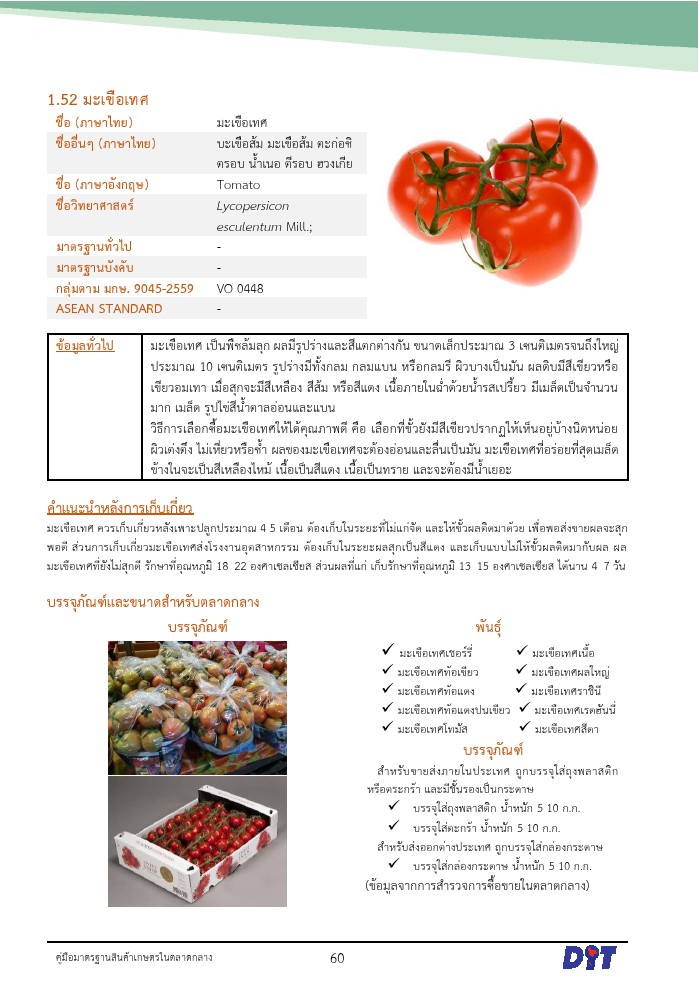 1.52 มะเขือเทศ
ชื่อ (ภาษาไทย) มะเขือเทศ
ชื่ออื่นๆ (ภาษาไทย) บะเขือส้ม มะเขือส้ม ตะก่อซิ
ตรอบ น้ำเนอ ตีรอบ ฮวงเกีย
ชื่อ (ภาษาอังกฤษ) Tomato
ชื่อวิทยาศาสตร์ Lycopersicon
esculentum Mill.;
มาตรฐานทั่วไป -
มาตรฐานบังคับ -
กลุ่มตาม มกษ. 9045-2559 VO 0448
ASEAN STANDARD -
ข้อมูลทั่วไป
มะเขือเทศ เป็นพืชล้มลุก ผลมีรูปร่างและสีแตกต่างกัน ขนาดเล็กประมาณ 3 เซนติเมตรจนถึงใหญ่
ประมาณ 10 เซนติเมตร รูปร่างมีทั้งกลม กลมแบน หรือกลมรี ผิวบางเป็นมัน ผลดิบมีสีเขียวหรือ
เขียวอมเทา เมื่อสุกจะมีสีเหลือง สีส้ม หรือสีแดง เนื้อภายในฉ่ำด้วยน้ำรสเปรี้ยว มีเมล็ดเป็นจำนวน
มาก เมล็ด รูปไข่สีน้ำตาลอ่อนและแบน
วิธีการเลือกซื้อมะเขือเทศให้ได้คุณภาพดี คือ เลือกที่ขั้วยังมีสีเขียวปรากฏให้เห็นอยู่บ้างนิดหน่อย
ผิวเต่งตึง ไม่เหี่ยวหรือช้ำ ผลของมะเขือเทศจะต้องอ่อนและลื่นเป็นมัน มะเขือเทศที่อร่อยที่สุดเมล็ด
ข้างในจะเป็นสีเหลืองไหม้ เนื้อเป็นสีแดง เนื้อเป็นทราย และจะต้องมีน้ำเยอะ
คำแนะนำหลังการเก็บเกี่ยว
มะเขือเทศ ควรเก็บเกี่ยวหลังเพาะปลูกประมาณ 4 5 เดือน ต้องเก็บในระยะที่ไม่แก่จัด และให้ขั้วผลติดมาด้วย เพื่อพอส่งขายผลจะสุก
พอดี ส่วนการเก็บเกี่ยวมะเขือเทศส่งโรงงานอุตสาหกรรม ต้องเก็บในระยะผลสุกเป็นสีแดง และเก็บแบบไม่ให้ขั้วผลติดมากับผล ผล
มะเขือเทศที่ยังไม่สุกดี รักษาที่อุณหภูมิ 18 22 องศาเซลเซียส ส่วนผลที่แก่ เก็บรักษาที่อุณหภูมิ 13 15 องศาเซลเซียส ได้นาน 4 7 วัน
บรรจุภัณฑ์และขนาดสำหรับตลาดกลาง
บรรจุภัณฑ์
พันธุ์
✓ มะเขือเทศเชอร์รี่ ✓ มะเขือเทศเนื้อ
✓ มะเขือเทศท้อเขียว ✓ มะเขือเทศผลใหญ่
✓ มะเขือเทศท้อแดง ✓ มะเขือเทศราชินี
✓ มะเขือเทศท้อแดงปนเขียว ✓ มะเขือเทศเรดฮันนี่
✓ มะเขือเทศโทมัส ✓ มะเขือเทศสีดา
บรรจุภัณฑ์
สำหรับขายส่งภายในประเทศ ถูกบรรจุใส่ถุงพลาสติก
หรือตระกร้า และมีชั้นรองเป็นกระดาษ
✓ บรรจุใส่ถุงพลาสติก น้ำหนัก 5 10 ก.ก.
✓ บรรจุใส่ตะกร้า น้ำหนัก 5 10 ก.ก.
สำหรับส่งออกต่างประเทศ ถูกบรรจุใส่กล่องกระดาษ
✓ บรรจุใส่กล่องกระดาษ น้ำหนัก 5 10 ก.ก.
(ข้อมูลจากการสำรวจการซื้อขายในตลาดกลาง)
คู่มือมาตรฐานสินค้าเกษตรในตลาดกลาง 60 DIT